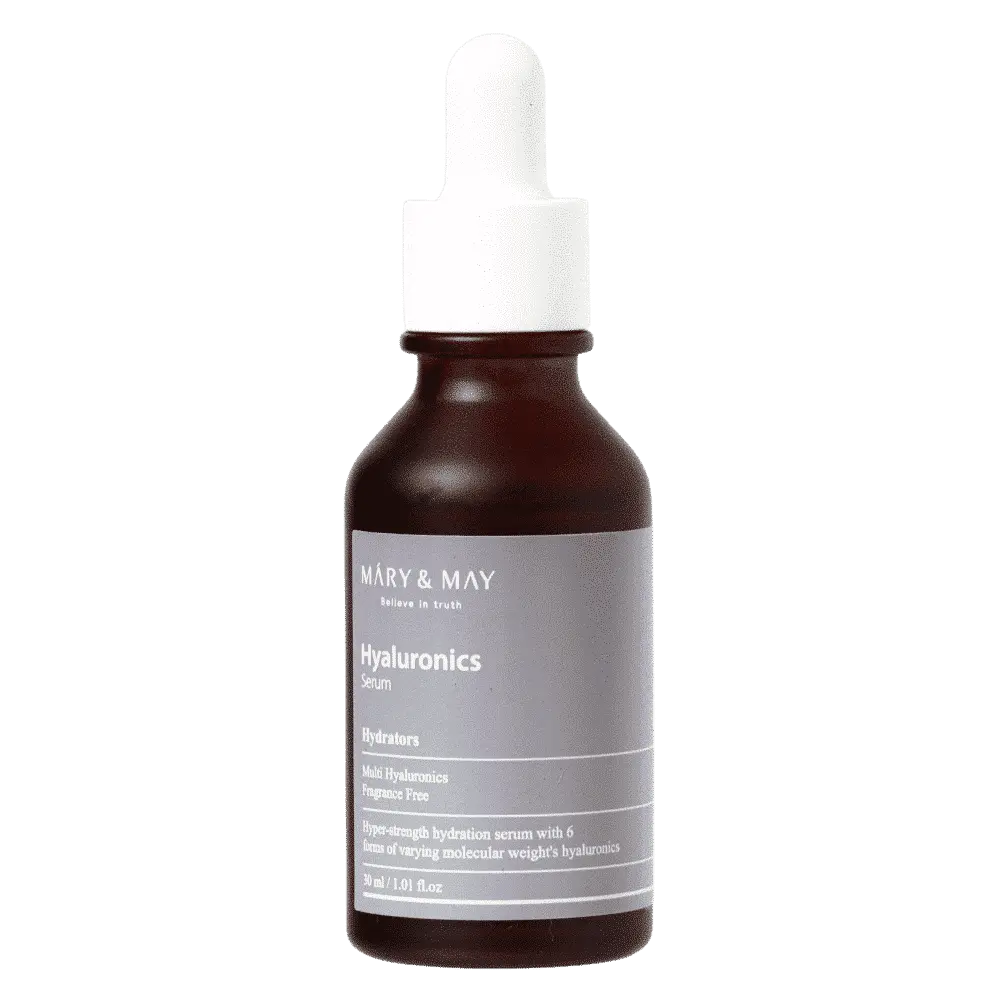 MÁRY & MAY
Believe in truth
Hyaluronics
Serum
Hydrators
Multi Hyaluronics
Fragrance Free
Hyper-strength hydration serum with 6
forms of varying molecular weight's hyaluronics
30 ml / 1.01 fl.oz